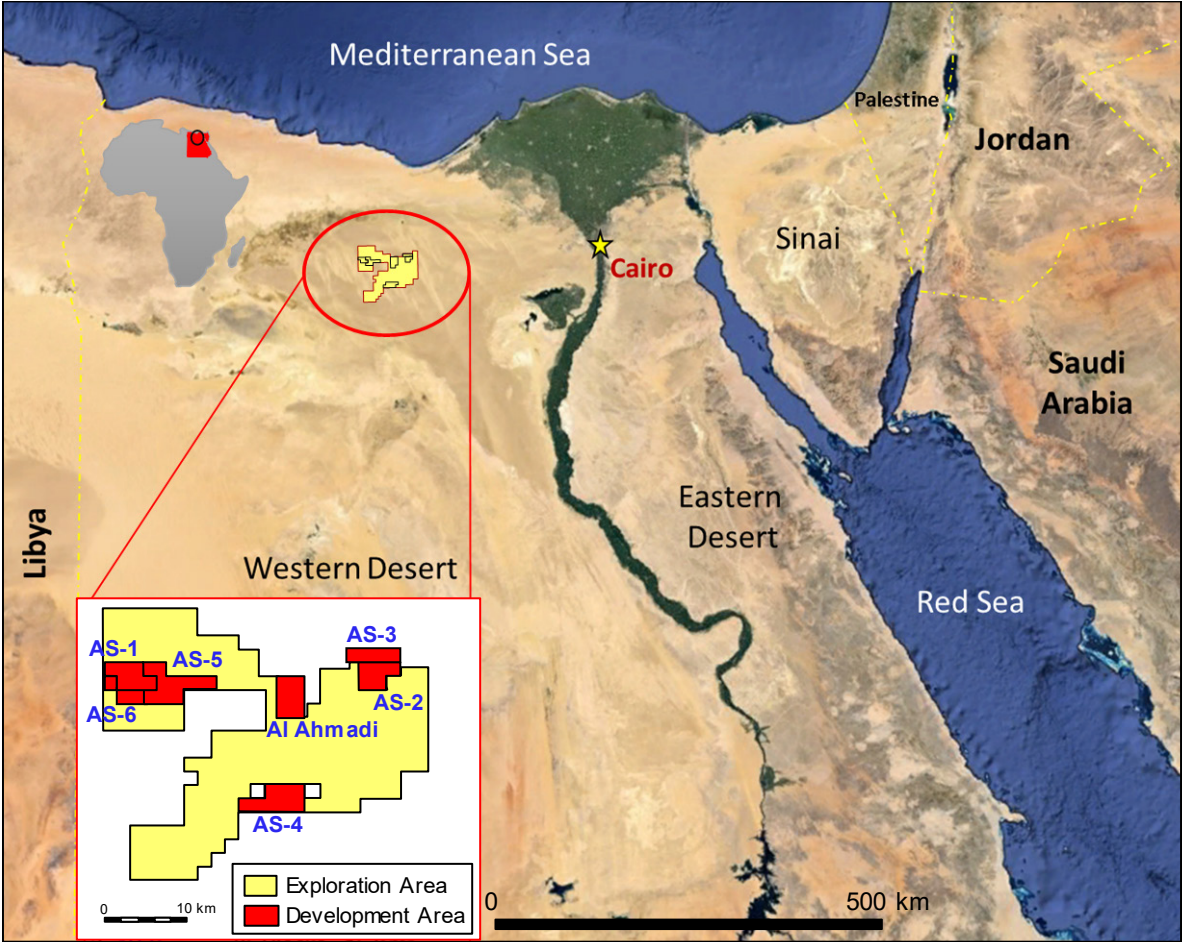 Mediterranean Sea
Palestine
Jordan
Sinai
Cairo
Saudi
Arabia
Eastern
Desert
Libya
Western Desert
Red Sea
AS-1
AS-3
AS-5
AS-2
AS-6
Al Ahmadi
AS-4
Exploration Area
Development Area
0 10 km
0 500 km